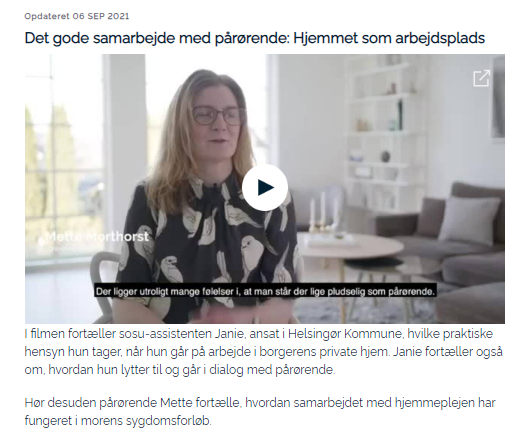 Opdateret 06 SEP 2021
Det gode samarbejde med pårørende: Hjemmet som arbejdsplads
Mette Morthorst
Der ligger utroligt mange følelser i, at man står der lige pludselig som pårørende.
I filmen fortæller sosu-assistenten Janie, ansat i Helsingør Kommune, hvilke praktiske
hensyn hun tager, når hun går på arbejde i borgerens private hjem. Janie fortæller også
om, hvordan hun lytter til og går i dialog med pårørende.
Hør desuden pårørende Mette fortælle, hvordan samarbejdet med hjemmeplejen har
fungeret i morens sygdomsforløb.